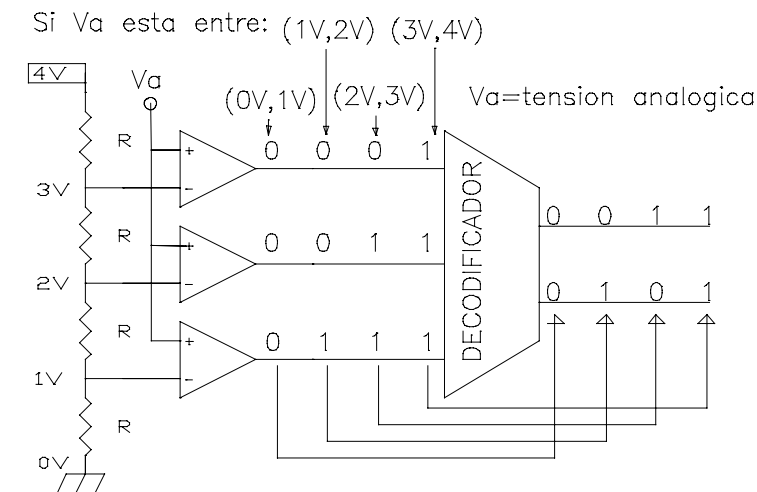 Si Va esta entre: (1V,2V) (3V,4V)
4V
Va
(0V,1V) (2V,3V) Va=tension analogica
R
+
0 0 0 1
3V
-
DECODIFICADOR
0 0 1 1
R
+
0 0 1 1
2V
-
0 1 0 1
R
+
0 1 1 1
1V
-
R
0V